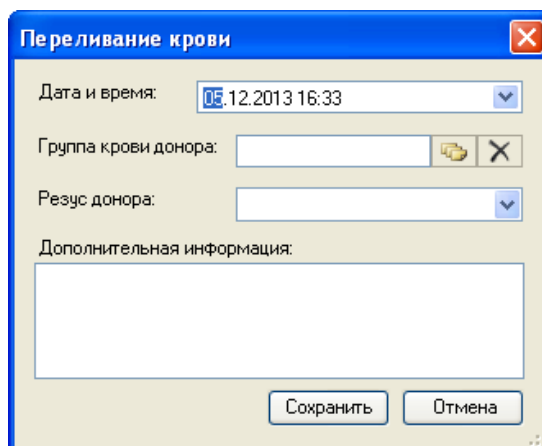 Переливание крови
Дата и время: 05.12.2013 16:33
Группа крови донора:
Резус донора:
Дополнительная информация:
Сохранить Отмена